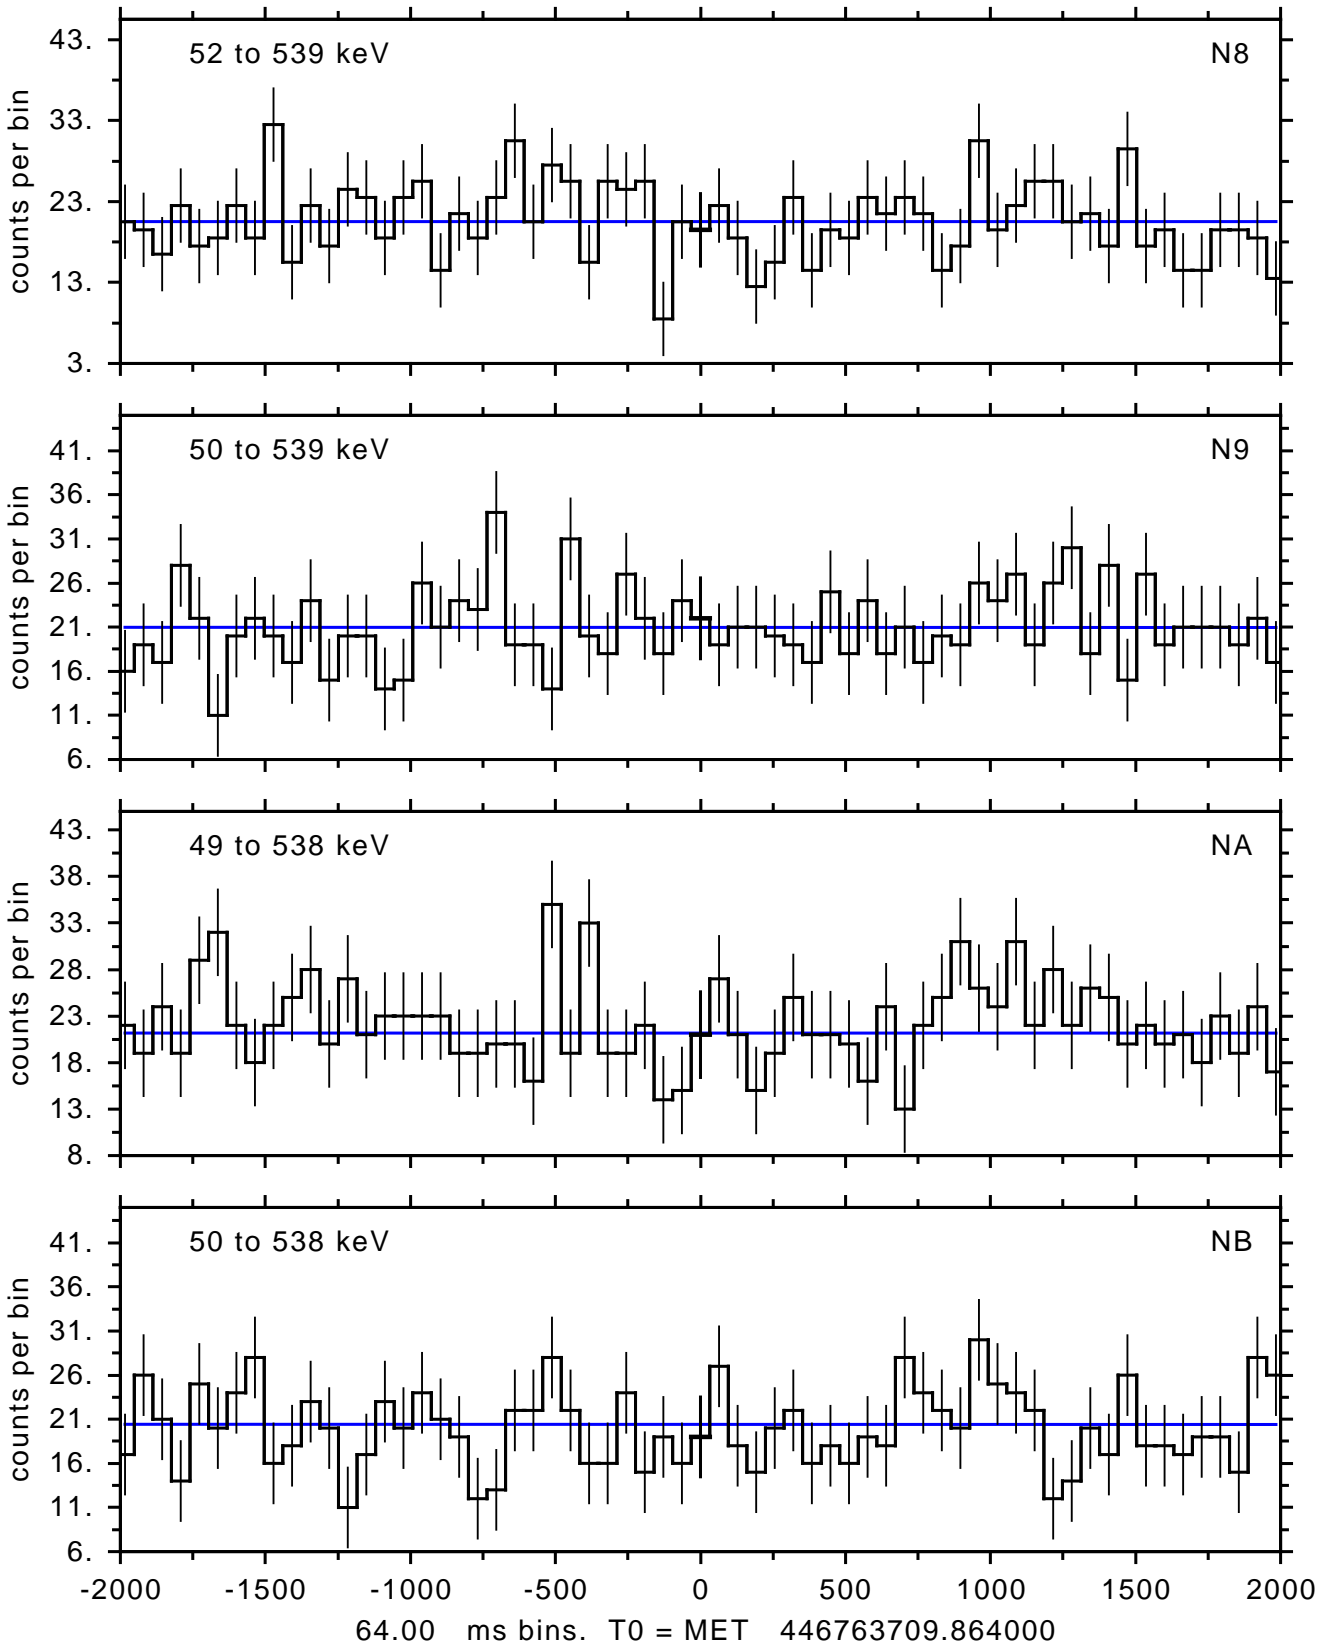 52 to 539 keV N8
43.
33.
23.
13.
3.
counts per bin
50 to 539 keV N9
41.
36.
31.
26.
21.
16.
11.
6.
counts per bin
49 to 538 keV NA
43.
38.
33.
28.
23.
18.
13.
8.
counts per bin
50 to 538 keV NB
41.
36.
31.
26.
21.
16.
11.
6.
counts per bin
-2000 -1500 -1000 -500 0 500 1000 1500 2000
64.00 ms bins. T0 = MET 446763709.864000